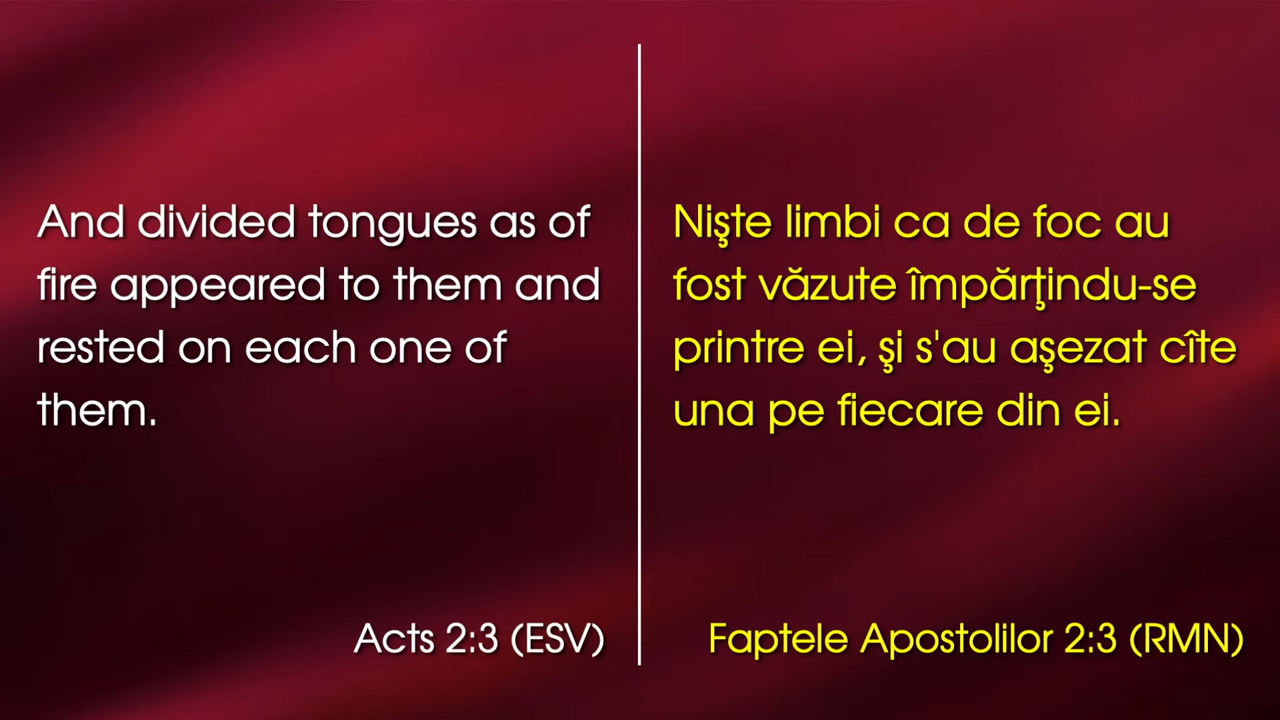 And divided tongues as of
fire appeared to them and
rested on each one of
them.
Acts 2:3 (ESV)
Nişte limbi ca de foc au
fost văzute împărţindu-se
printre ei, şi s'au aşezat cîte
una pe fiecare din ei.
Faptele Apostolilor 2:3 (RMN)